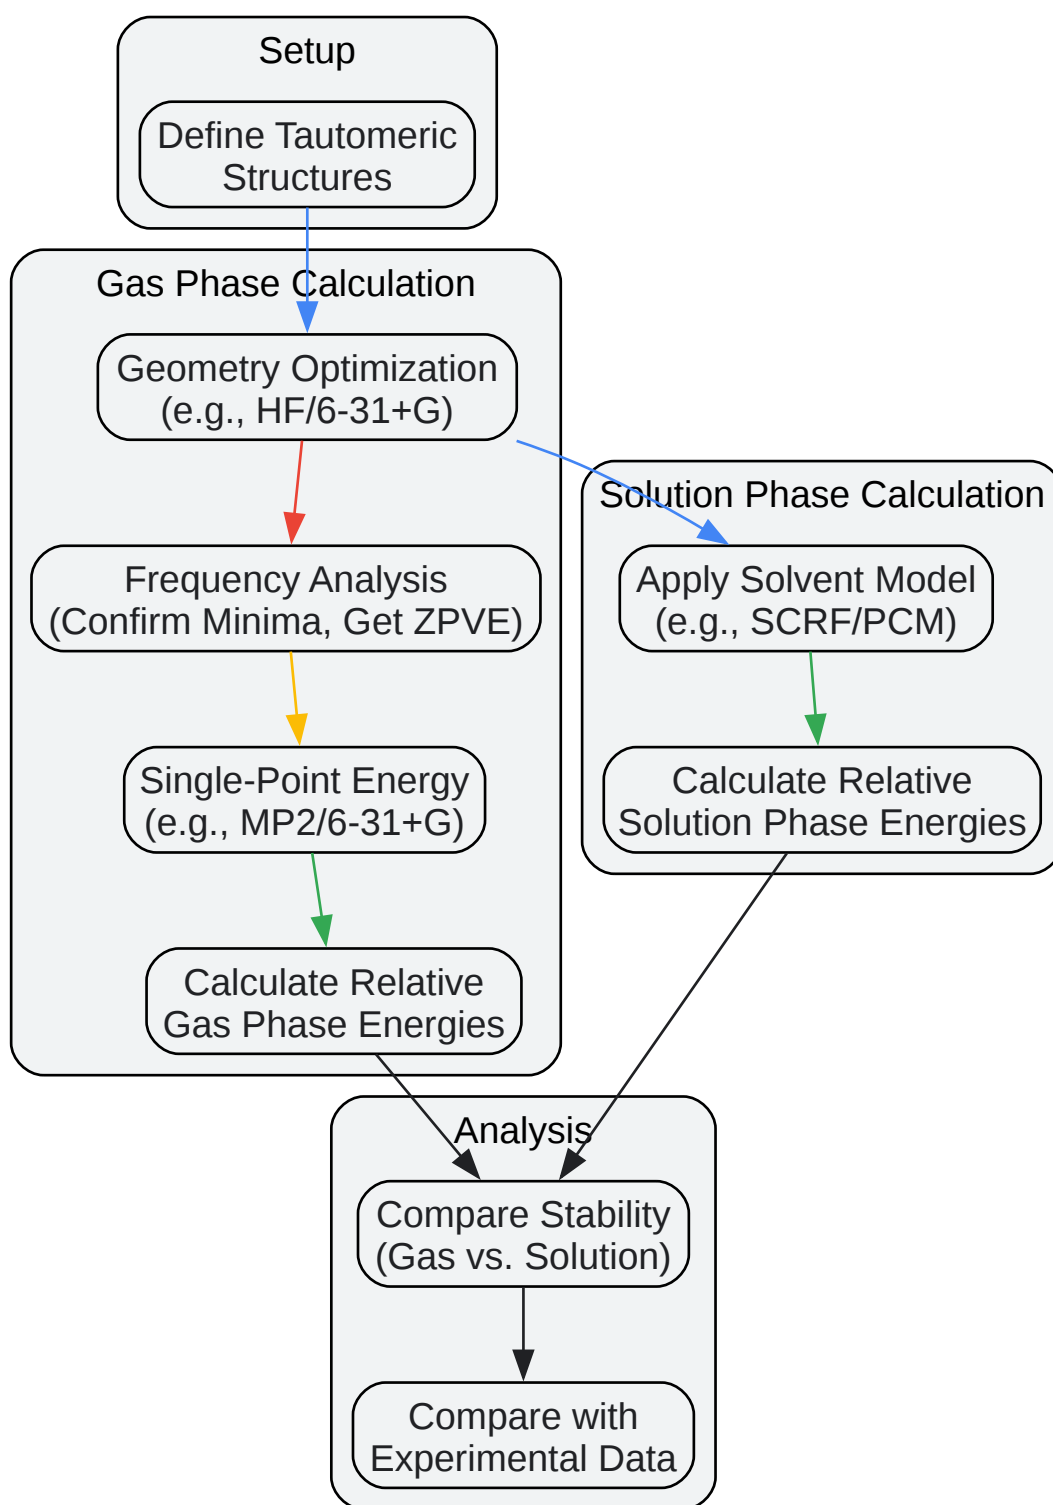 Setup
Define Tautomeric
Structures
Gas Phase Calculation
Geometry Optimization
(e.g., HF/6-31+G)
Frequency Analysis
(Confirm Minima, Get ZPVE)
Single-Point Energy
(e.g., MP2/6-31+G)
Calculate Relative
Gas Phase Energies
Solution Phase Calculation
Apply Solvent Model
(e.g., SCRF/PCM)
Calculate Relative
Solution Phase Energies
Analysis
Compare Stability
(Gas vs. Solution)
Compare with
Experimental Data